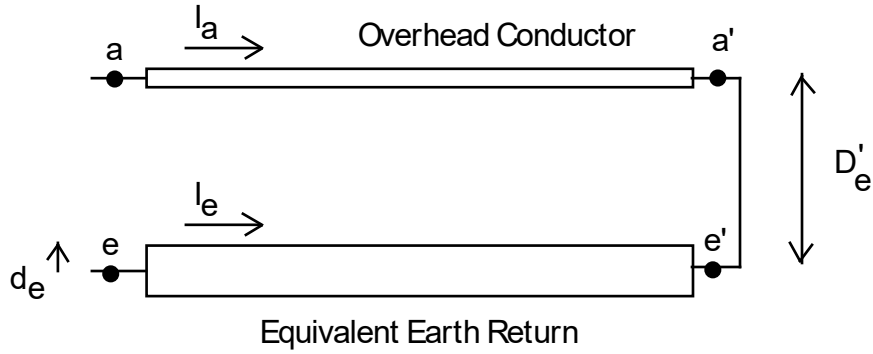 Iₐ
Overhead Conductor
a
a'
D'ₑ
Iₑ
e
e'
dₑ
Equivalent Earth Return